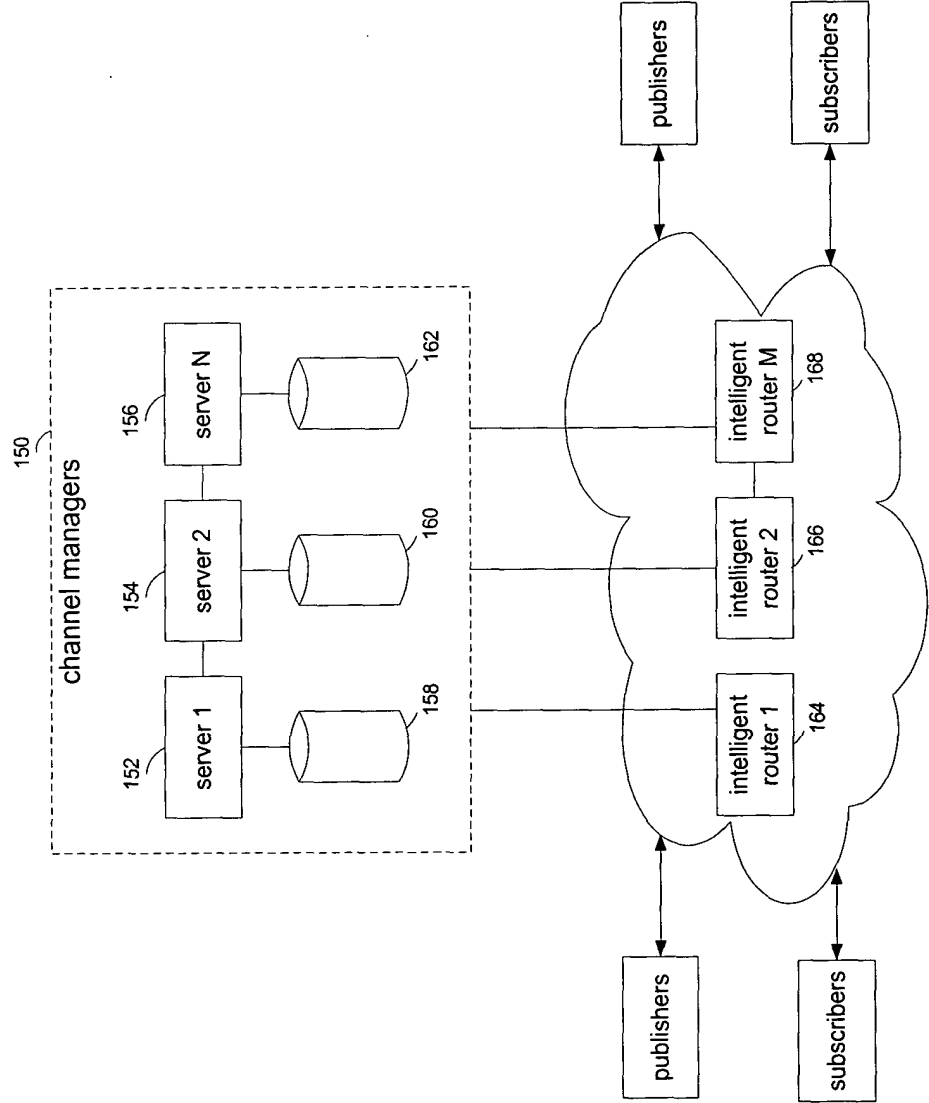 150
channel managers
152
154
156
server 1
server 2
server N
158
160
162
publishers
publishers
intelligent
router 1
intelligent
router 2
intelligent
router M
164
166
168
subscribers
subscribers